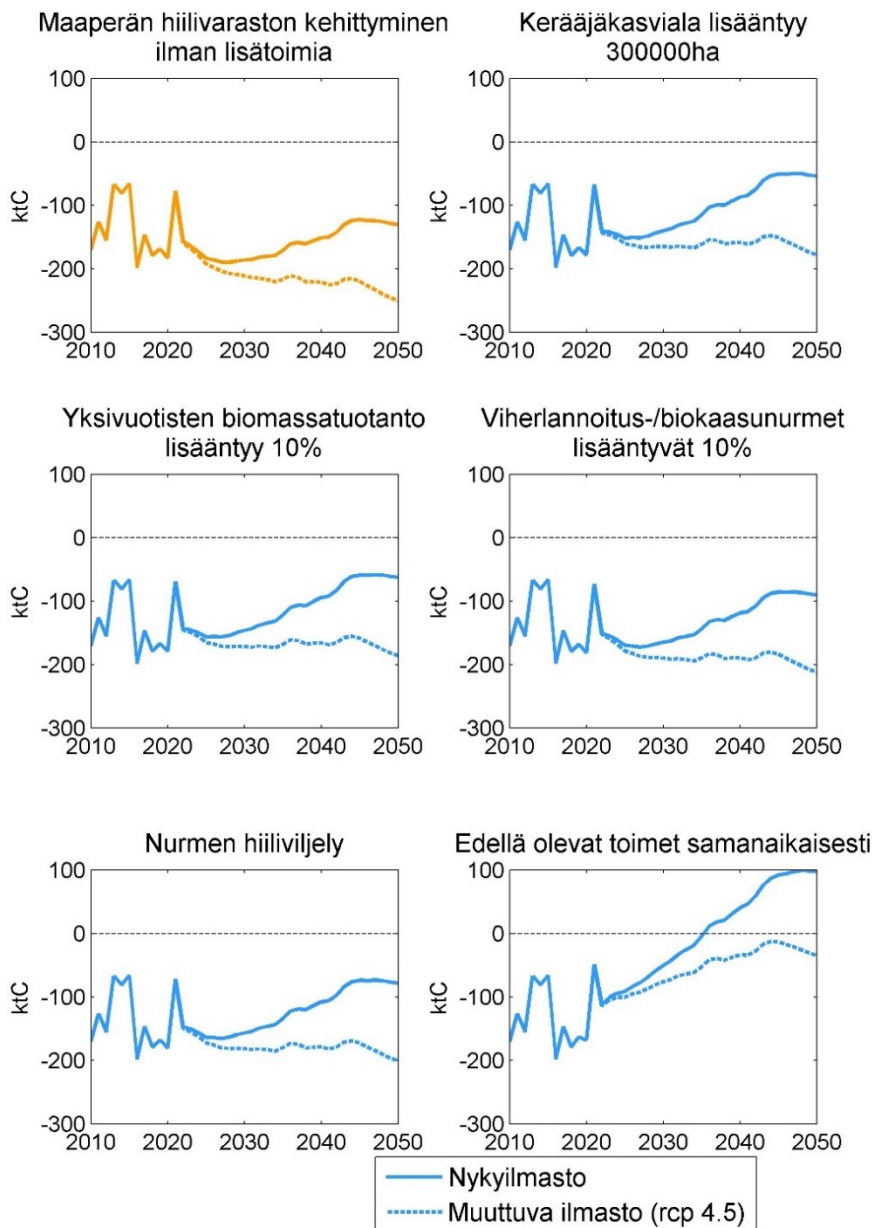 Maaperän hiilivaraston kehittyminen
ilman lisätoimia
100
0
-100
-200
-300
ktC
2010 2020 2030 2040 2050
Kerääjäkasviala lisääntyy
300000ha
100
0
-100
-200
-300
ktC
2010 2020 2030 2040 2050
Yksivuotisten biomassatuotanto
lisääntyy 10%
100
0
-100
-200
-300
ktC
2010 2020 2030 2040 2050
Viherlannoitus-/biokaasunurmet
lisääntyvät 10%
100
0
-100
-200
-300
ktC
2010 2020 2030 2040 2050
Nurmen hiiliviljely
100
0
-100
-200
-300
ktC
2010 2020 2030 2040 2050
Edellä olevat toimet samanaikaisesti
100
0
-100
-200
-300
ktC
2010 2020 2030 2040 2050
Nykyilmasto
Muuttuva ilmasto (rcp 4.5)